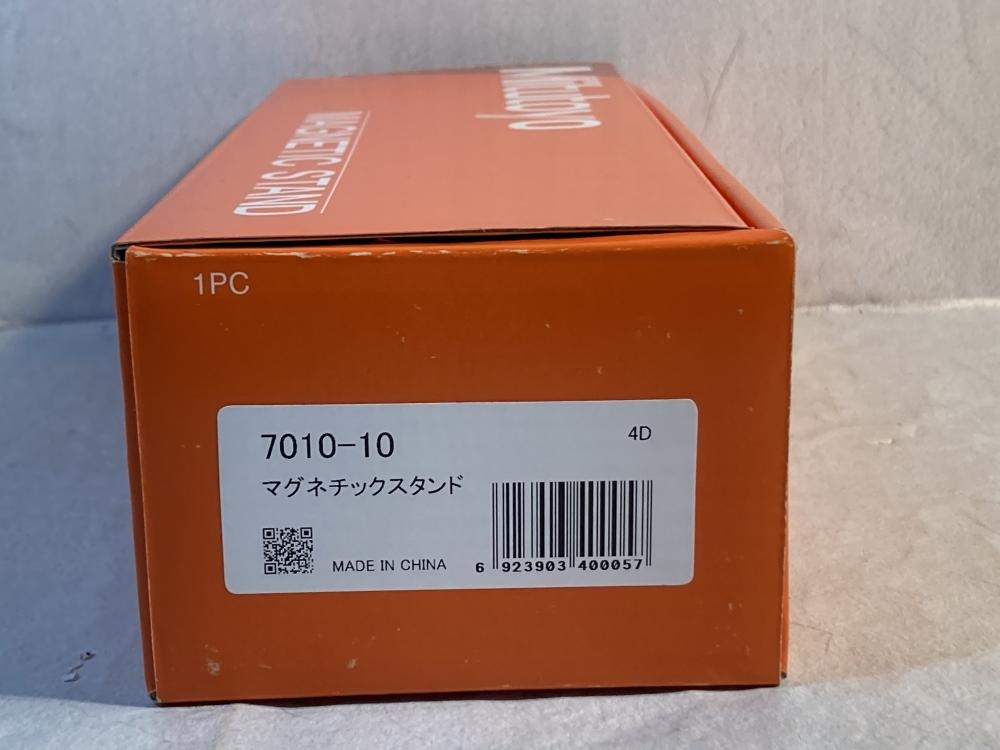 Mitutoyo
MAGNETIC STAND
1PC
7010-10
4D
マグネチックスタンド
MADE IN CHINA
6 923903 400057